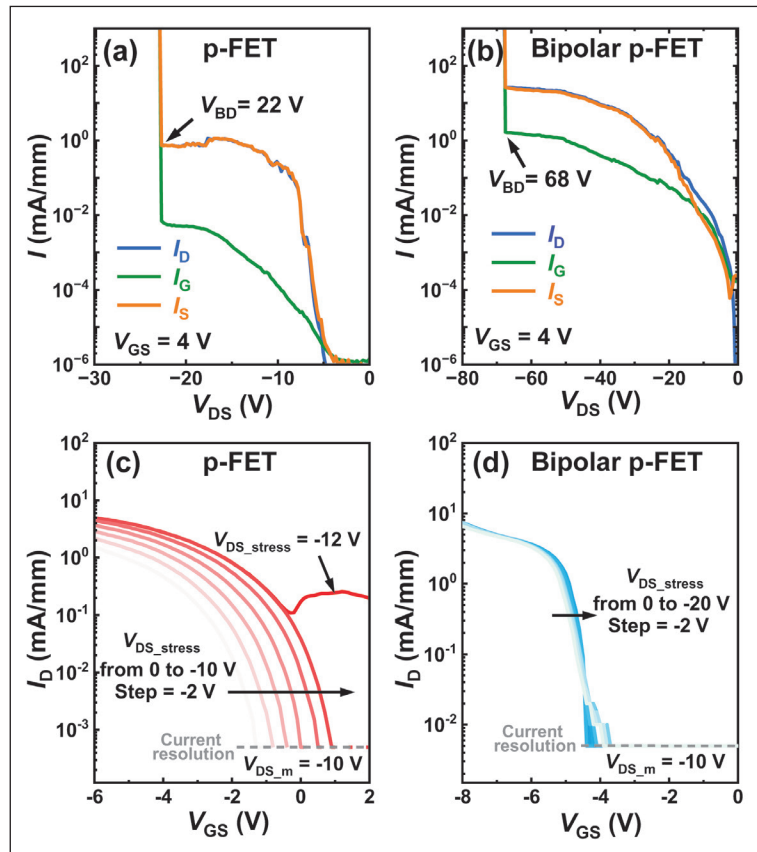 (a) p-FET
V_BD = 22 V
I_D
I_G
I_S
V_GS = 4 V
10^2
10^0
10^-2
10^-4
10^-6
I (mA/mm)
−30 −20 −10 0
V_DS (V)
(b) Bipolar p-FET
V_BD = 68 V
I_D
I_G
I_S
V_GS = 4 V
10^2
10^0
10^-2
10^-4
10^-6
I (mA/mm)
−80 −60 −40 −20 0
V_DS (V)
(c) p-FET
V_DS_stress = -12 V
V_DS_stress
from 0 to -10 V
Step = -2 V
Current
resolution
V_DS_m = -10 V
10^2
10^1
10^0
10^-1
10^-2
10^-3
I_D (mA/mm)
-6 -4 -2 0 2
V_GS (V)
(d) Bipolar p-FET
V_DS_stress
from 0 to -20 V
Step = -2 V
Current
resolution
V_DS_m = -10 V
10^2
10^1
10^0
10^-1
10^-2
I_D (mA/mm)
-8 -6 -4 -2 0
V_GS (V)